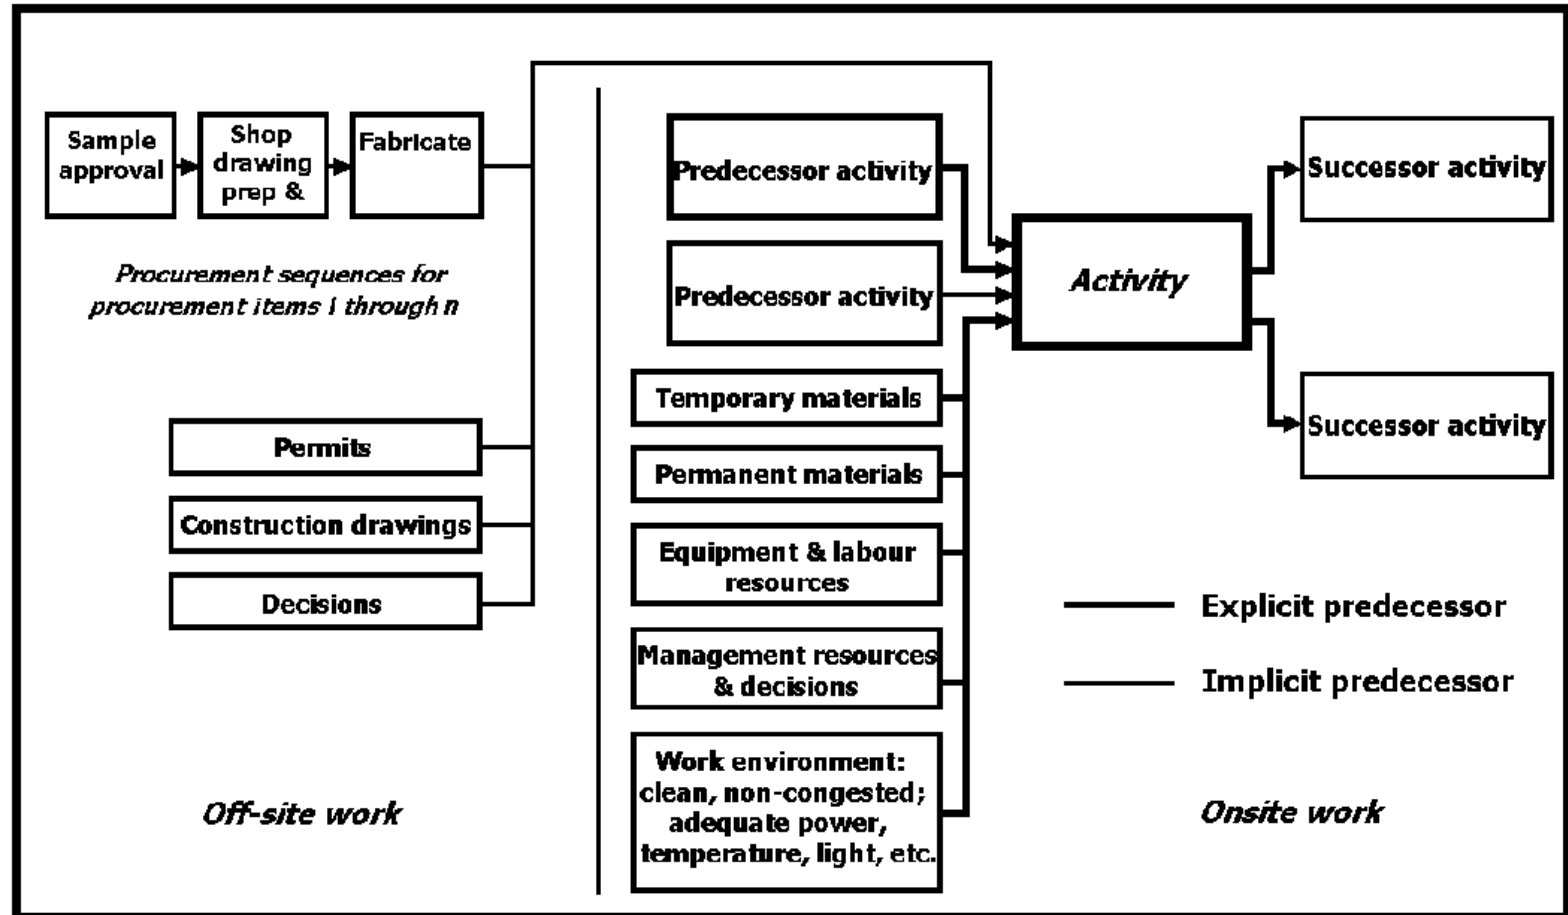 Sample
approval
Shop
drawing
prep &
Fabricate
Procurement sequences for
procurement items i through n
Permits
Construction drawings
Decisions
Off-site work
Predecessor activity
Predecessor activity
Temporary materials
Permanent materials
Equipment & labour
resources
Management resources
& decisions
Work environment:
clean, non-congested;
adequate power,
temperature, light, etc.
Activity
Successor activity
Successor activity
Explicit predecessor
Implicit predecessor
Onsite work